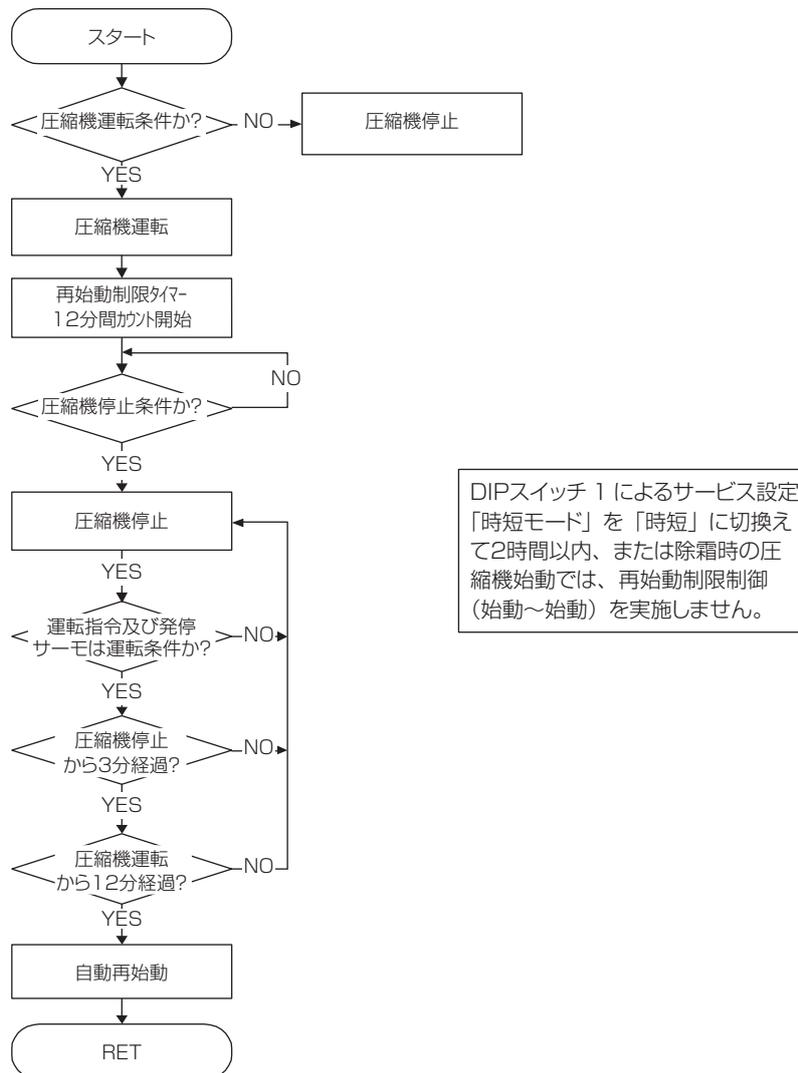 スタート
圧縮機運転条件か?
NO
圧縮機停止
YES
圧縮機運転
再始動制限タイマー
12分間カウント開始
NO
圧縮機停止条件か?
YES
圧縮機停止
YES
運転指令及び発停
サーモは運転条件か?
NO
YES
圧縮機停止
から3分経過?
NO
YES
圧縮機運転
から12分経過?
NO
YES
自動再始動
RET
DIPスイッチ 1 によるサービス設定
「時短モード」を「時短」に切換え
て2時間以内、または除霜時の圧
縮機始動では、再始動制限制御
(始動~始動)を実施しません。